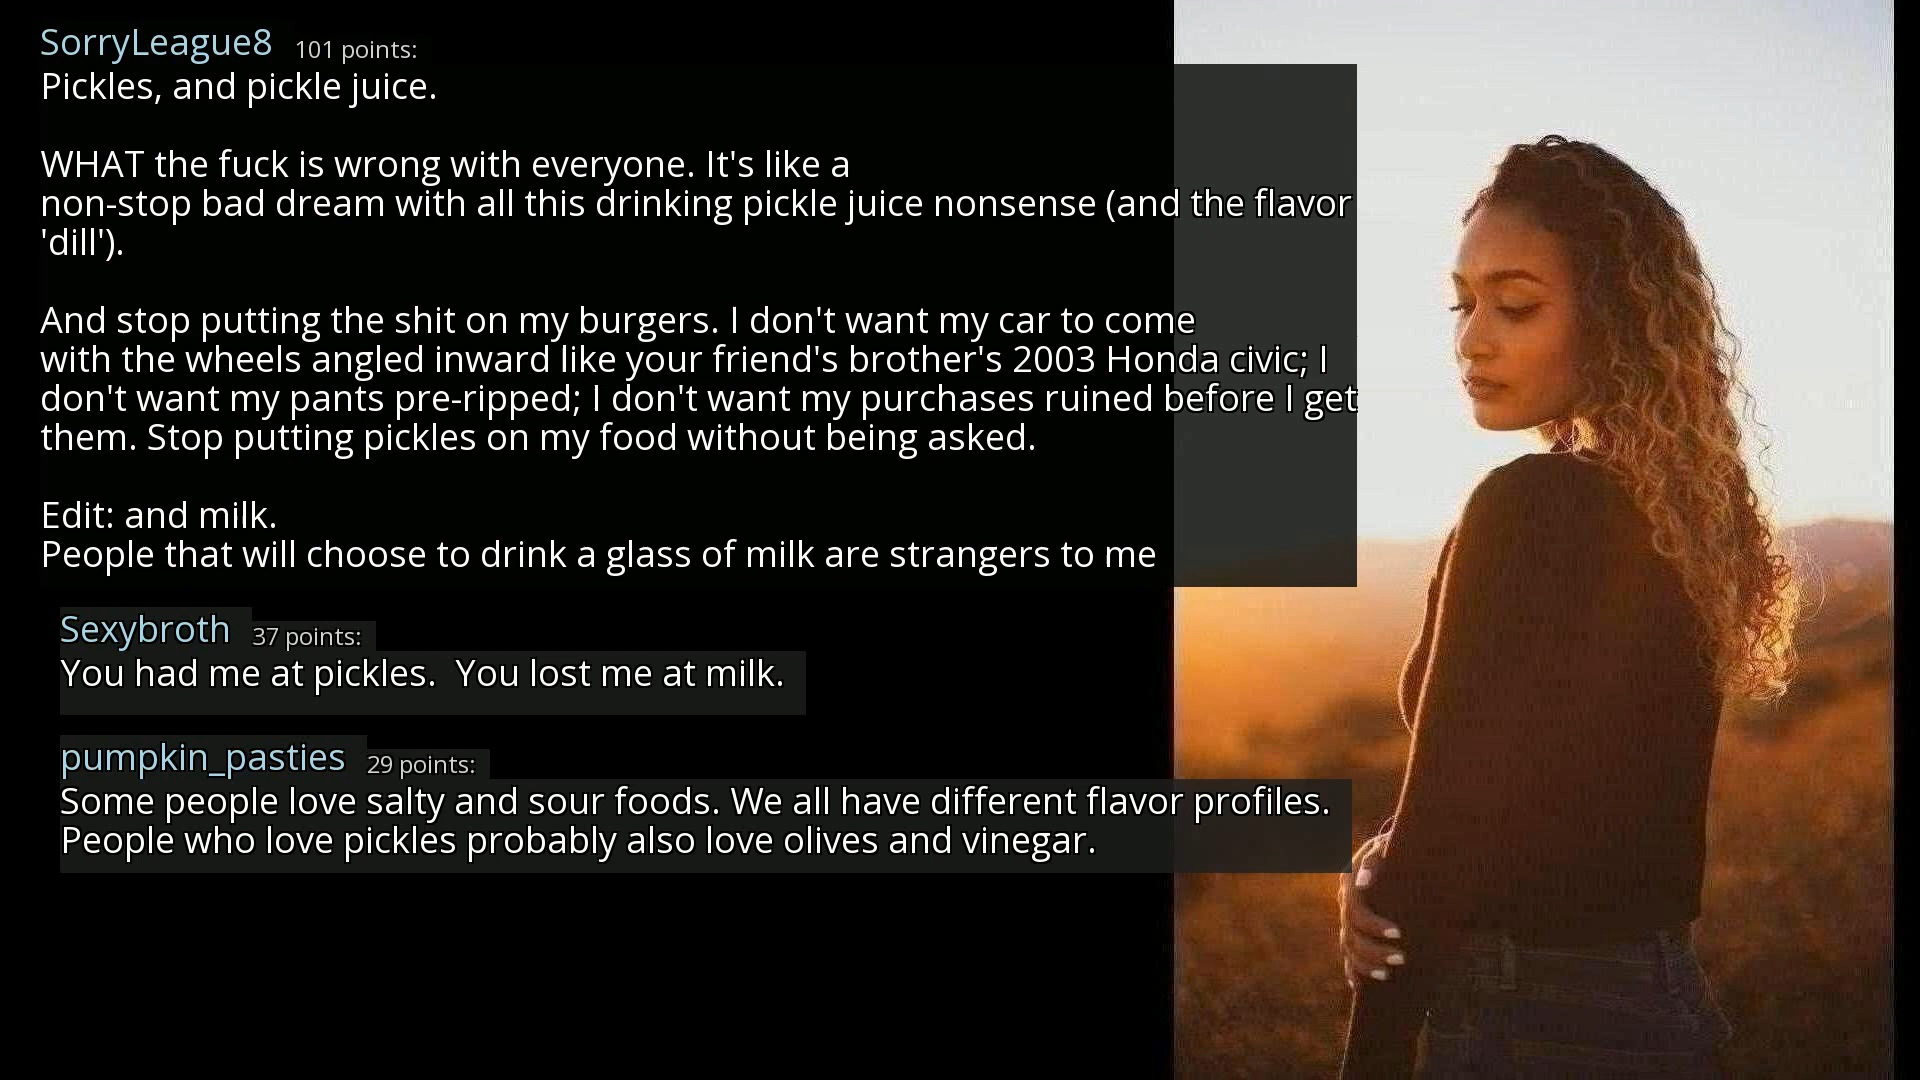 SorryLeague8 101 points:
Pickles, and pickle juice.
WHAT the fuck is wrong with everyone. It's like a
non-stop bad dream with all this drinking pickle juice nonsense (and the flavor
'dill').
And stop putting the shit on my burgers. I don't want my car to come
with the wheels angled inward like your friend's brother's 2003 Honda civic; I
don't want my pants pre-ripped; I don't want my purchases ruined before I get
them. Stop putting pickles on my food without being asked.
Edit: and milk.
People that will choose to drink a glass of milk are strangers to me
Sexybroth 37 points:
You had me at pickles.  You lost me at milk.
pumpkin_pasties 29 points:
Some people love salty and sour foods. We all have different flavor profiles.
People who love pickles probably also love olives and vinegar.